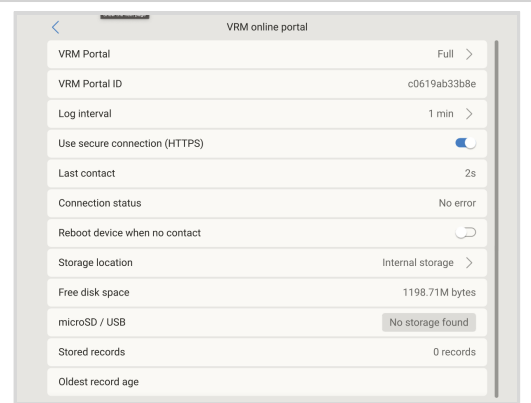 VRM online portal
VRM Portal Full
VRM Portal ID c0619ab33b8e
Log interval 1 min
Use secure connection (HTTPS)
Last contact 2s
Connection status No error
Reboot device when no contact
Storage location Internal storage
Free disk space 1198.71M bytes
microSD / USB No storage found
Stored records 0 records
Oldest record age